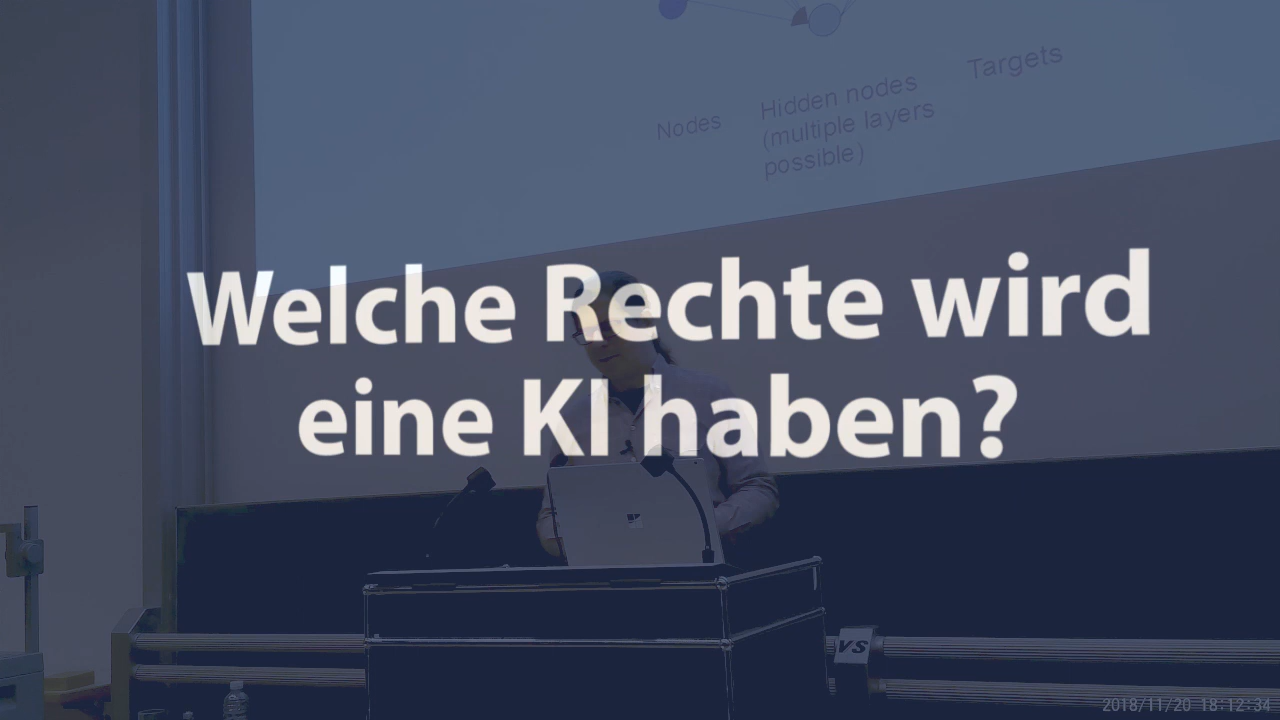 Targets
Nodes
Hidden nodes
(multiple layers
possible)
Welche Rechte wird
eine KI haben?
VS
2018/11/20 18:12:34